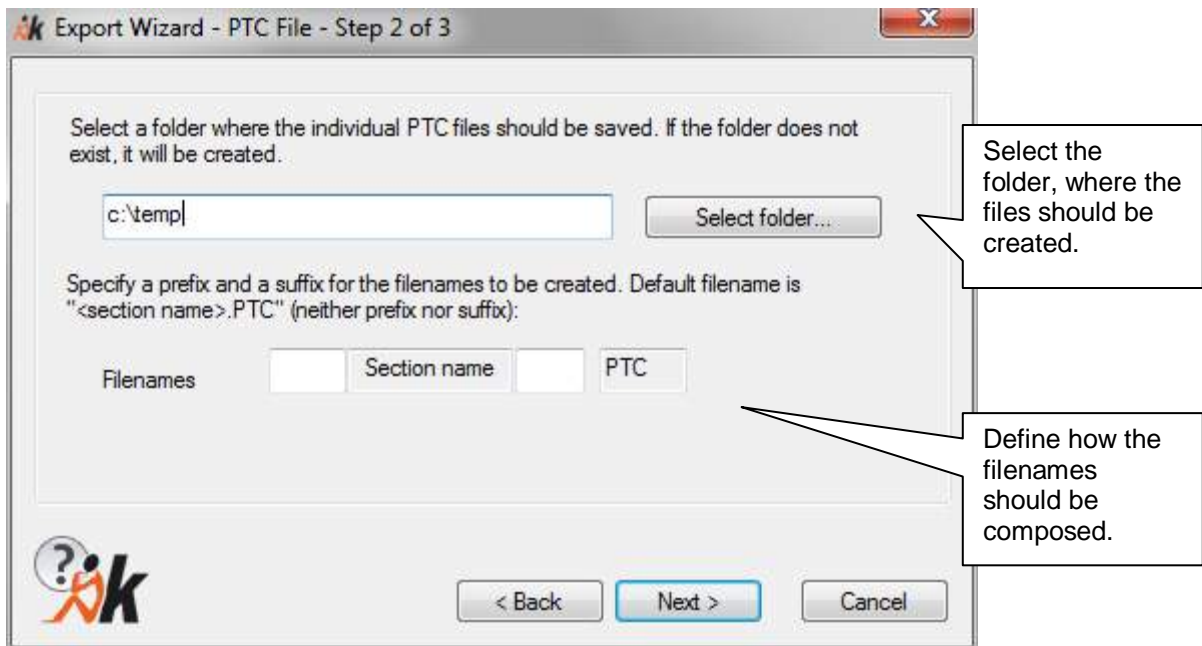 k Export Wizard - PTC File - Step 2 of 3
x
Select a folder where the individual PTC files should be saved. If the folder does not
exist, it will be created.
c:\temp
Select folder...
Select the
folder, where the
files should be
created.
Specify a prefix and a suffix for the filenames to be created. Default filename is
"<section name>.PTC" (neither prefix nor suffix):
Filenames
Section name
PTC
Define how the
filenames
should be
composed.
?
k
< Back
Next >
Cancel